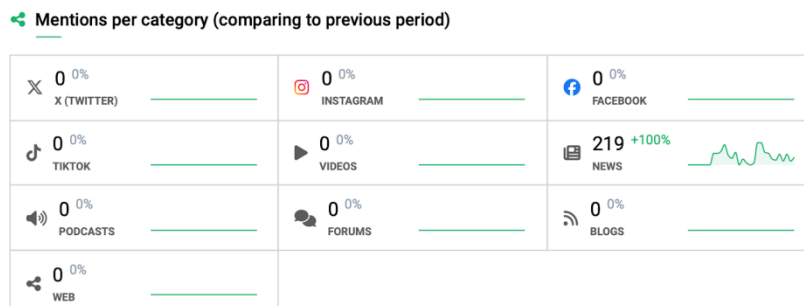 Mentions per category (comparing to previous period)
0 0%
X (TWITTER)
0 0%
INSTAGRAM
0 0%
FACEBOOK
0 0%
TIKTOK
0 0%
VIDEOS
219 +100%
NEWS
0 0%
PODCASTS
0 0%
FORUMS
0 0%
BLOGS
0 0%
WEB